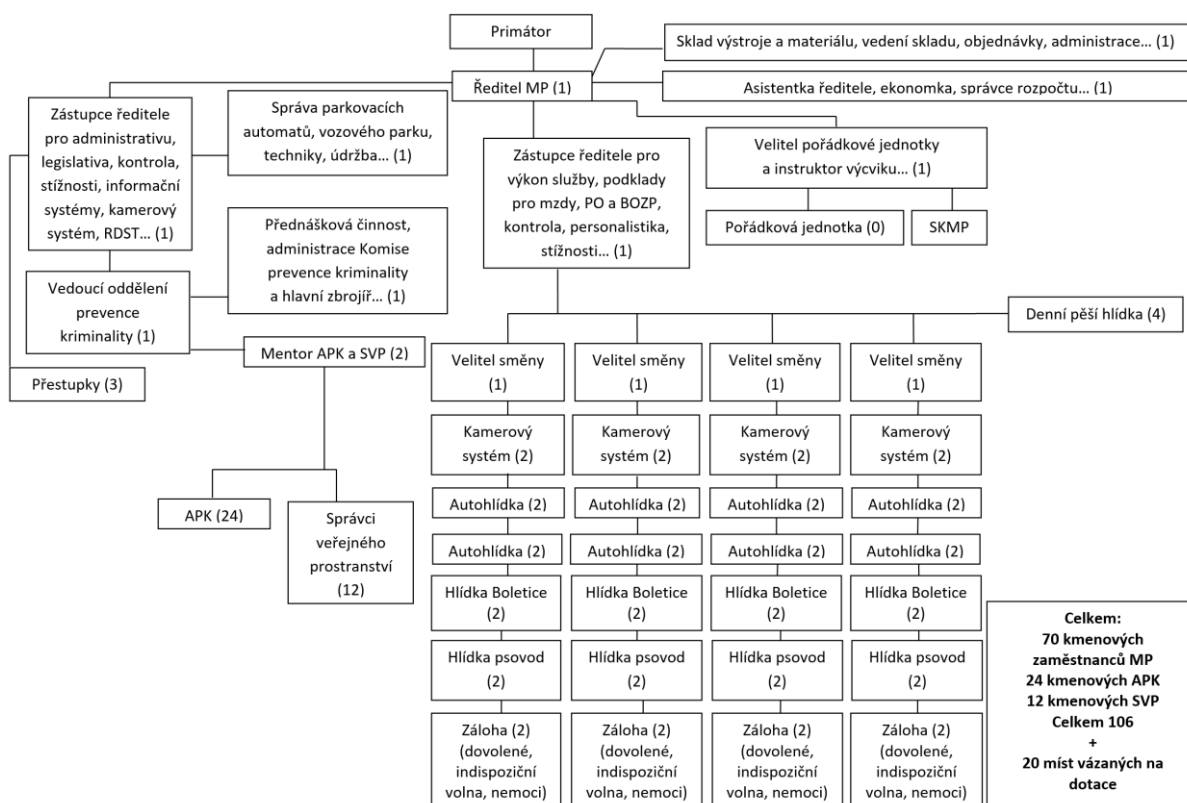 Primátor
Sklad výstroje a materiálu, vedení skladu, objednávky, administrace… (1)
Ředitel MP (1)
Asistentka ředitele, ekonomka, správce rozpočtu… (1)
Zástupce ředitele
pro administrativu,
legislativa, kontrola,
stížnosti, informační
systémy, kamerový
systém, RDST… (1)
Správa parkovacích
automatů, vozového parku,
techniky, údržba… (1)
Zástupce ředitele pro
výkon služby, podklady
pro mzdy, PO a BOZP,
kontrola, personalistika,
stížnosti… (1)
Velitel pořádkové jednotky
a instruktor výcviku… (1)
Pořádková jednotka (0)
SKMP
Přednášková činnost,
administrace Komise
prevence kriminality
a hlavní zbrojíř… (1)
Vedoucí oddělení
prevence
kriminality (1)
Denní pěší hlídka (4)
Mentor APK a SVP (2)
Přestupky (3)
APK (24)
Správci
veřejného
prostranství
(12)
Velitel směny
(1)
Kamerový
systém (2)
Autohlídka (2)
Autohlídka (2)
Hlídka Boletice
(2)
Hlídka psovod
(2)
Záloha (2)
(dovolené,
indispoziční
volna, nemoci)
Velitel směny
(1)
Kamerový
systém (2)
Autohlídka (2)
Autohlídka (2)
Hlídka Boletice
(2)
Hlídka psovod
(2)
Záloha (2)
(dovolené,
indispoziční
volna, nemoci)
Velitel směny
(1)
Kamerový
systém (2)
Autohlídka (2)
Autohlídka (2)
Hlídka Boletice
(2)
Hlídka psovod
(2)
Záloha (2)
(dovolené,
indispoziční
volna, nemoci)
Velitel směny
(1)
Kamerový
systém (2)
Autohlídka (2)
Autohlídka (2)
Hlídka Boletice
(2)
Hlídka psovod
(2)
Záloha (2)
(dovolené,
indispoziční
volna, nemoci)
Celkem:
70 kmenových
zaměstnanců MP
24 kmenových APK
12 kmenových SVP
Celkem 106
+
20 míst vázaných na
dotace